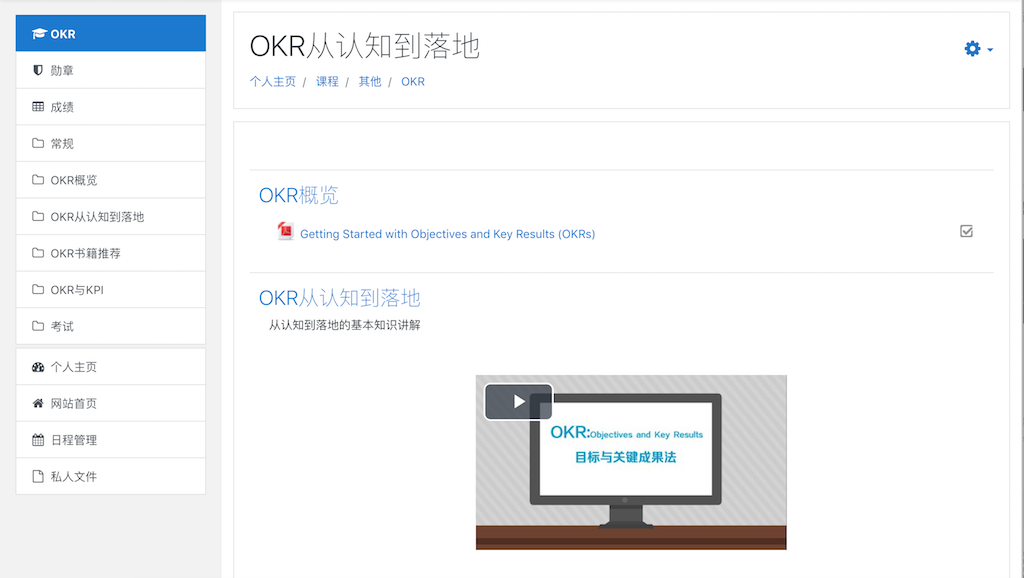 OKR
勋章
成绩
常规
OKR概览
OKR从认知到落地
OKR书籍推荐
OKR与KPI
考试
个人主页
网站首页
日程管理
私人文件
OKR从认知到落地
个人主页 / 课程 / 其他 / OKR
OKR概览
Getting Started with Objectives and Key Results (OKRs)
OKR从认知到落地
从认知到落地的基本知识讲解
OKR:Objectives and Key Results
目标与关键成果法